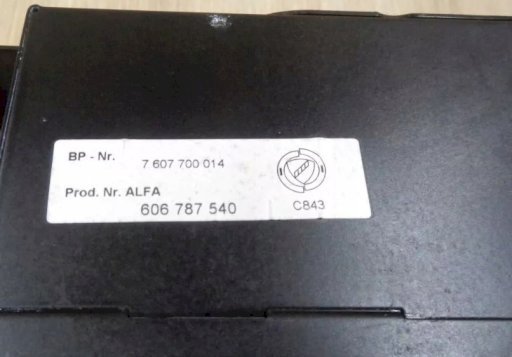 BP - Nr. 7 607 700 014
Prod. Nr. ALFA
606 787 540
C843